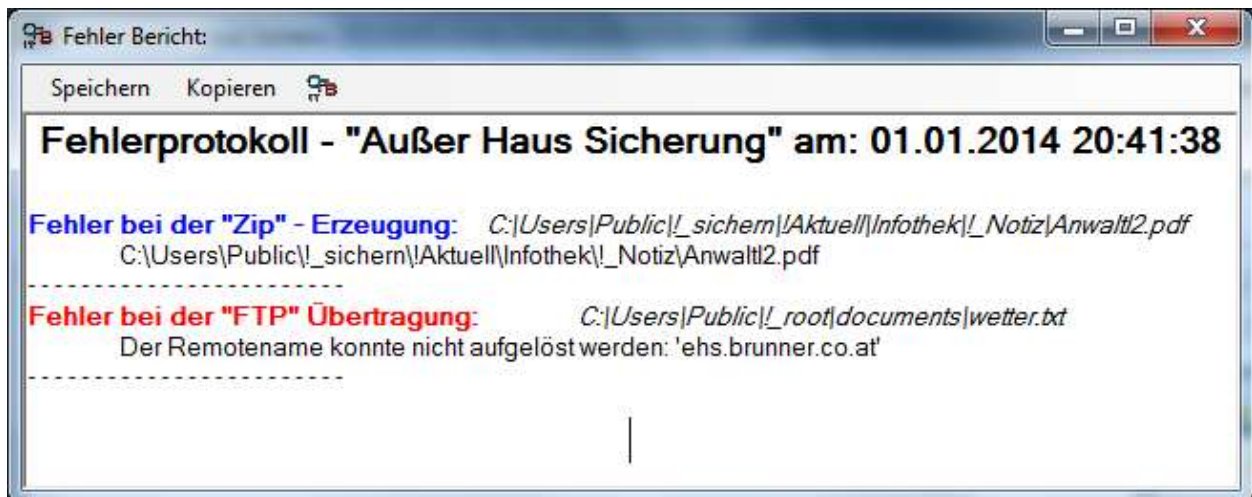 Fehler Bericht:
Speichern Kopieren
Fehlerprotokoll - "Außer Haus Sicherung" am: 01.01.2014 20:41:38
Fehler bei der "Zip" - Erzeugung: C:\Users\Public\!_sichern\!Aktuell\Infothek\!_Notiz\Anwaltl2.pdf
C:\Users\Public\!_sichern\!Aktuell\Infothek\!_Notiz\Anwaltl2.pdf
- - - - - - - - - - - - - - - - - - - - - - - -
Fehler bei der "FTP" Übertragung: C:\Users\Public\!_root\documents\wetter.txt
Der Remotename konnte nicht aufgelöst werden: 'ehs.brunner.co.at'
- - - - - - - - - - - - - - - - - - - - - - - -